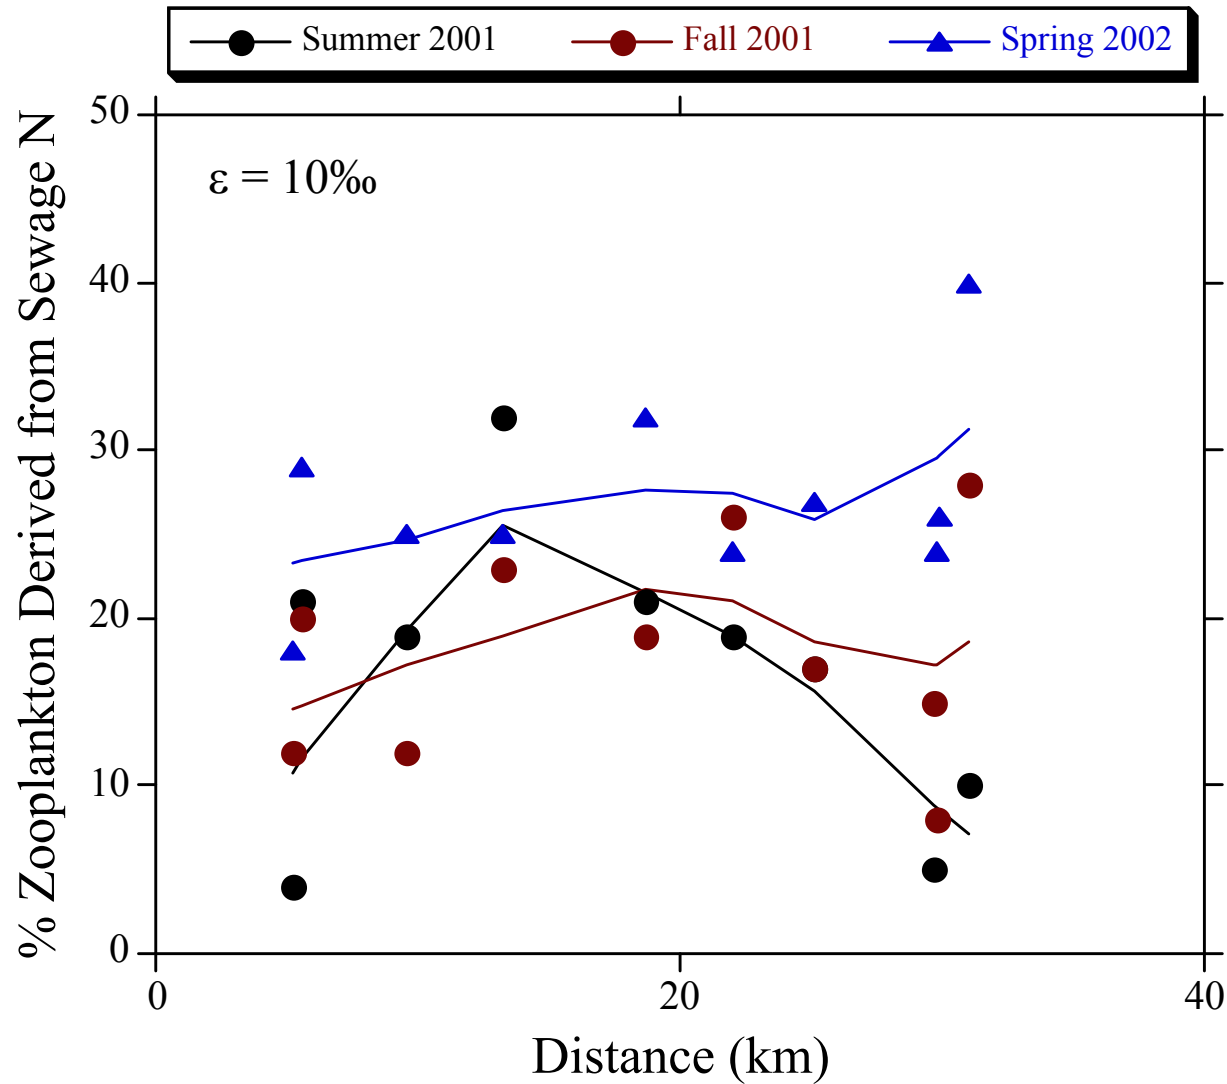 Summer 2001 Fall 2001 Spring 2002
50
ε = 10‰
40
30
20
10
0
% Zooplankton Derived from Sewage N
0 20 40
Distance (km)